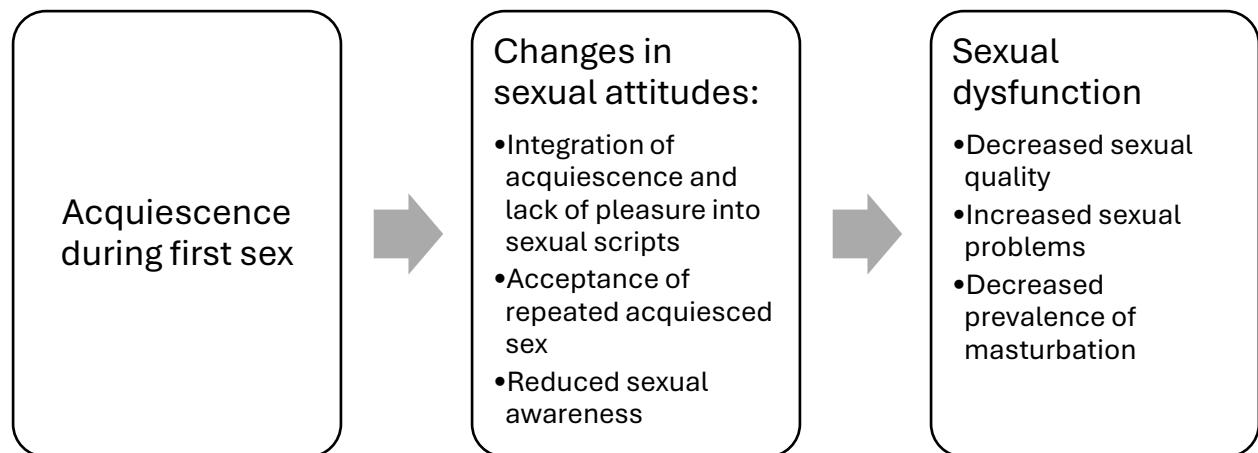 Acquiescence
during first sex
Changes in
sexual attitudes:
•Integration of
acquiescence and
lack of pleasure into
sexual scripts
•Acceptance of
repeated acquiesced
sex
•Reduced sexual
awareness
Sexual
dysfunction
•Decreased sexual
quality
•Increased sexual
problems
•Decreased
prevalence of
masturbation